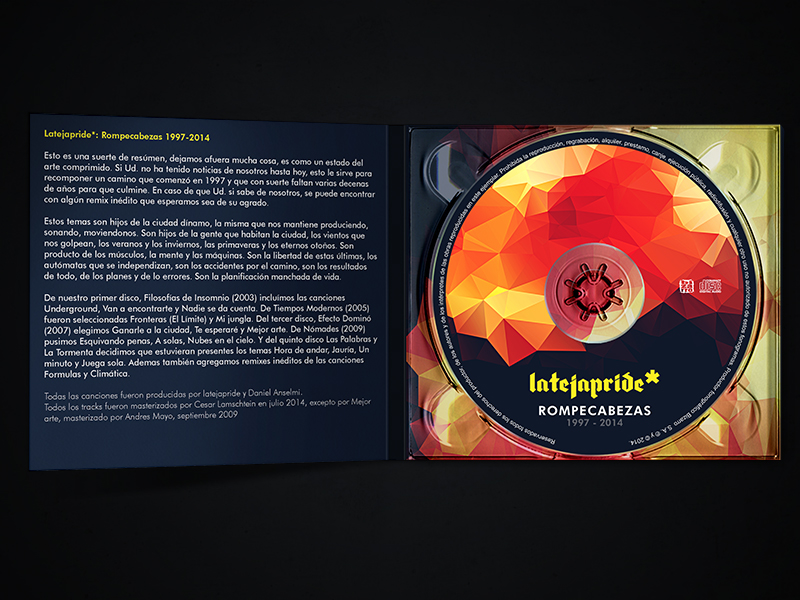 Latejapride*: Rompecabezas 1997-2014
Esto es una suerte de resúmen, dejamos afuera mucha cosa, es como un estado del
arte comprimido. Si Ud. no ha tenido noticias de nosotros hasta hoy, esto le sirve para
recomponer un camino que comenzó en 1997 y que con suerte faltan varias decenas
de años para que culmine. En caso de que Ud. si sabe de nosotros, se puede encontrar
con algún remix inédito que esperamos sea de su agrado.
Estos temas son hijos de la ciudad dínamo, la misma que nos mantiene produciendo,
sonando, moviendonos. Son hijos de la gente que habitan la ciudad, los vientos que
nos golpean, los veranos y los inviernos, las primaveras y los eternos otoños. Son
producto de los músculos, la mente y las máquinas. Son la libertad de estas últimas, los
autómatas que se independizan, son los accidentes por el camino, son los resultados
de todo, de los planes y de lo errores. Son la planificación manchada de vida.
De nuestro primer disco, Filosofías de Insomnio (2003) incluimos las canciones
Underground, Van a encontrarte y Nadie se da cuenta. De Tiempos Modernos (2005)
fueron seleccionadas Fronteras (El Límite) y Mi jungla. Del tercer disco, Efecto Dominó
(2007) elegimos Ganarle a la ciudad, Te esperaré y Mejor arte. De Nómades (2009)
pusimos Esquivando penas, A solas, Nubes en el cielo. Y del quinto disco Las Palabras y
La Tormenta decidimos que estuvieran presentes los temas Hora de andar, Jauría, Un
minuto y Juega sola. Ademas también agregamos remixes inéditos de las canciones
Formulas y Climática.
Todas las canciones fueron producidas por latejapride y Daniel Anselmi.
Todos los tracks fueron masterizados por Cesar Lamschtein en julio 2014, excepto por Mejor
arte, masterizado por Andres Mayo, septiembre 2009
Reservados todos los derechos del productor, de los autores y de los intérpretes de las obras reproducidas en este ejemplar. Prohibida la reproducción, regrabación, alquiler, préstamo, canje, ejecución pública, radiodifusión y cualquier otro uso no autorizado de estos fonogramas. Productor fonográfico Bizarro S.A. © y ℗ 2014.
disc
DIGITAL AUDIO
latejapride*
ROMPECABEZAS
1997 - 2014